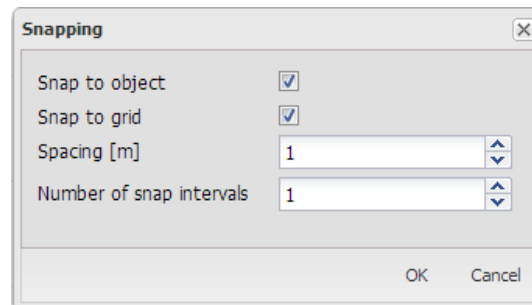 Snapping
Snap to object
Snap to grid
Spacing [m] 1
Number of snap intervals 1
OK Cancel